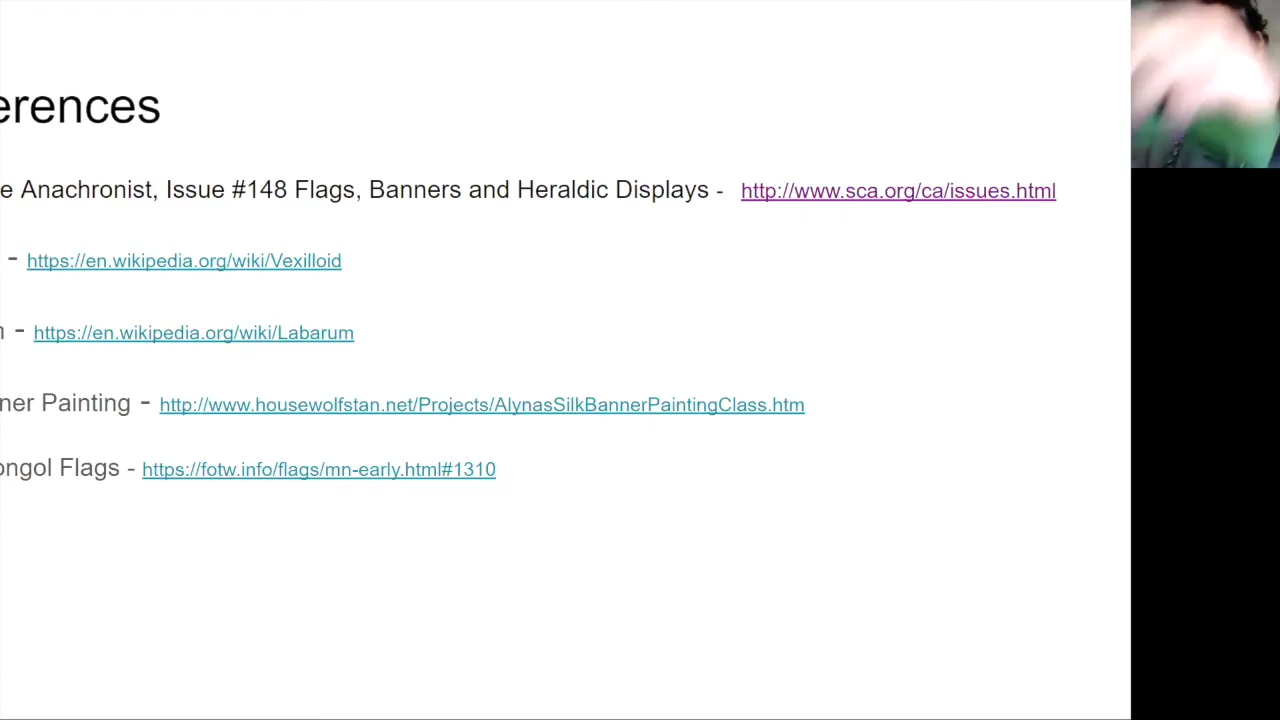 erences
e Anachronist, Issue #148 Flags, Banners and Heraldic Displays - http://www.sca.org/ca/issues.html
- https://en.wikipedia.org/wiki/Vexilloid
- https://en.wikipedia.org/wiki/Labarum
ner Painting - http://www.housewolfstan.net/Projects/AlynasSilkBannerPaintingClass.htm
ongol Flags - https://fotw.info/flags/mn-early.html#1310